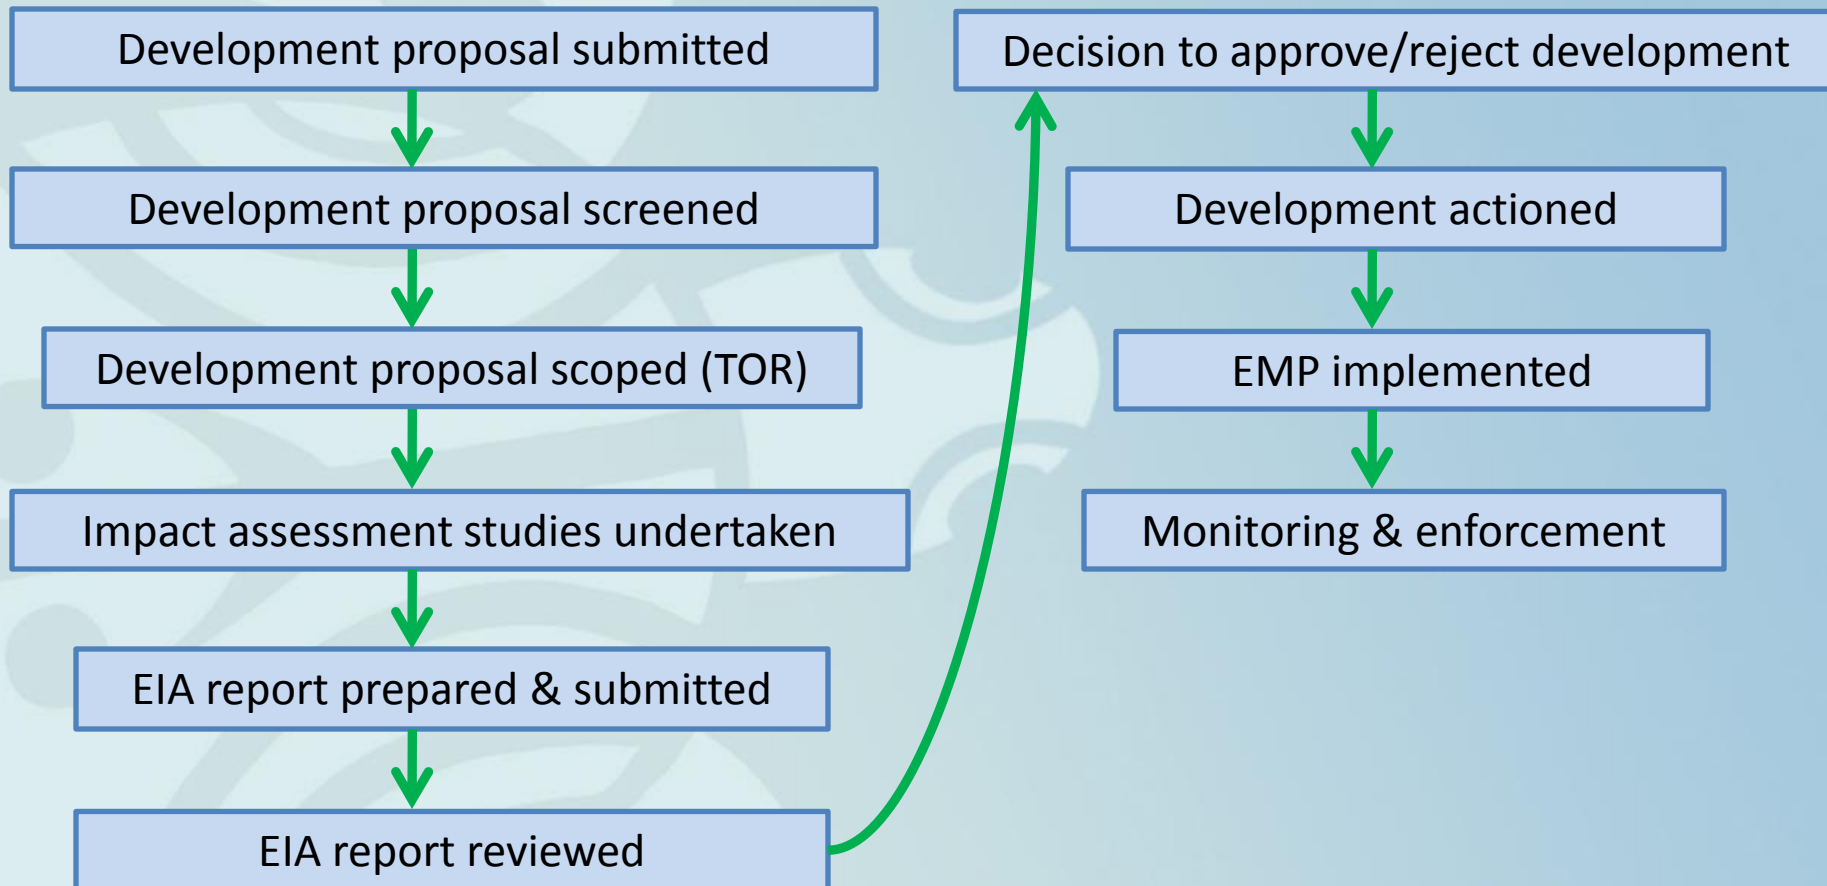 Development proposal submitted
Development proposal screened
Development proposal scoped (TOR)
Impact assessment studies undertaken
EIA report prepared & submitted
EIA report reviewed
Decision to approve/reject development
Development actioned
EMP implemented
Monitoring & enforcement